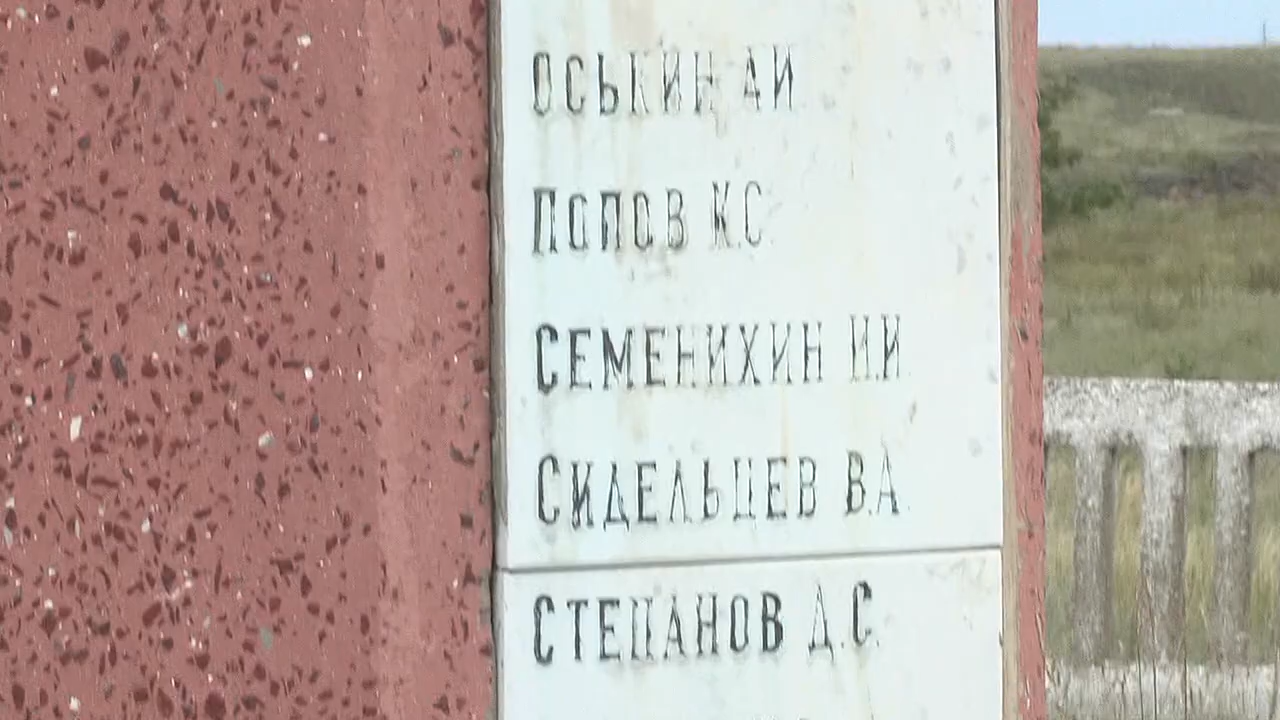 ОСЬКИН А.И.
ПОПОВ К.С.
СЕМЕНИХИН И.И.
СИДЕЛЬЦЕВ В.А.
СТЕПАНОВ Д.С.